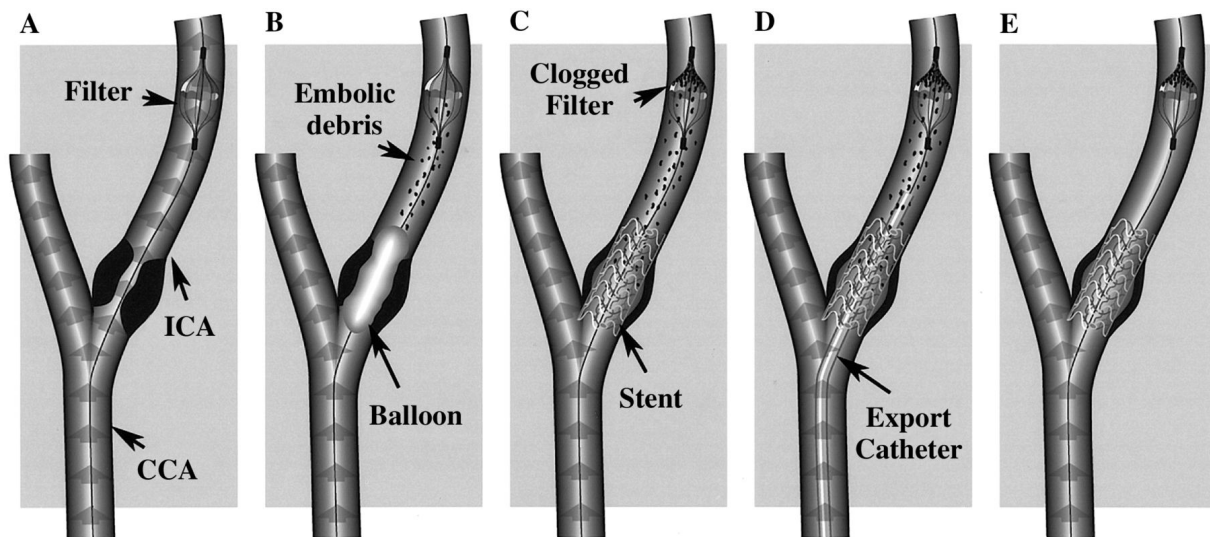 A
B
C
D
E
Filter
Embolic
debris
Clogged
Filter
ICA
Balloon
Stent
Export
Catheter
CCA